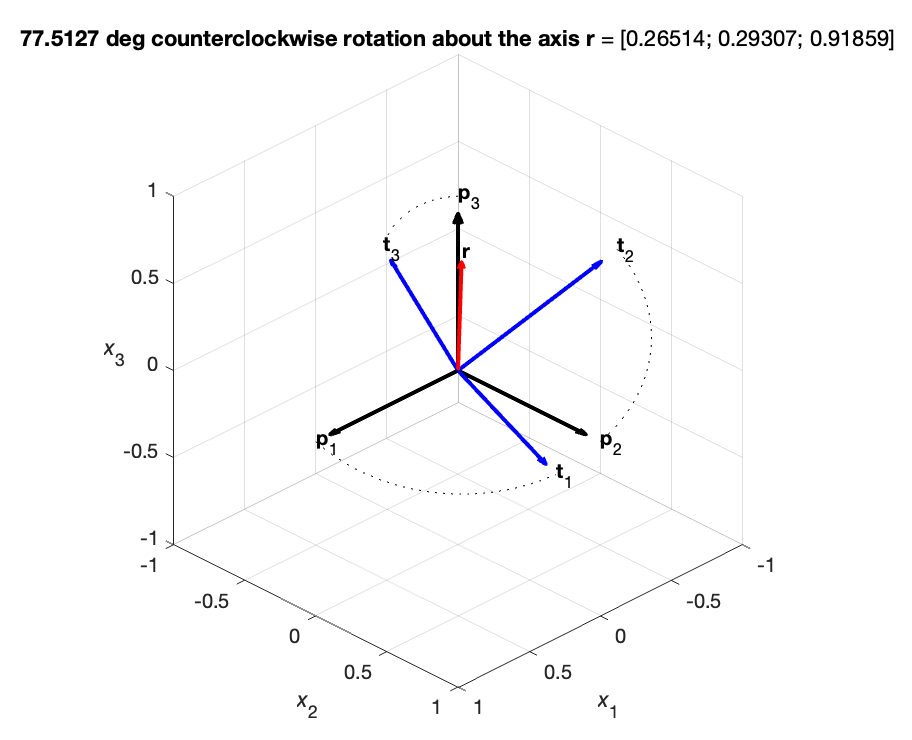 77.5127 deg counterclockwise rotation about the axis r = [0.26514; 0.29307; 0.91859]
1
p3
t3
r
t2
0.5
x3
0
p1
p2
-0.5
t1
-1
-1
-1
-0.5
-0.5
0
0
0.5
0.5
x2
1
1
x1